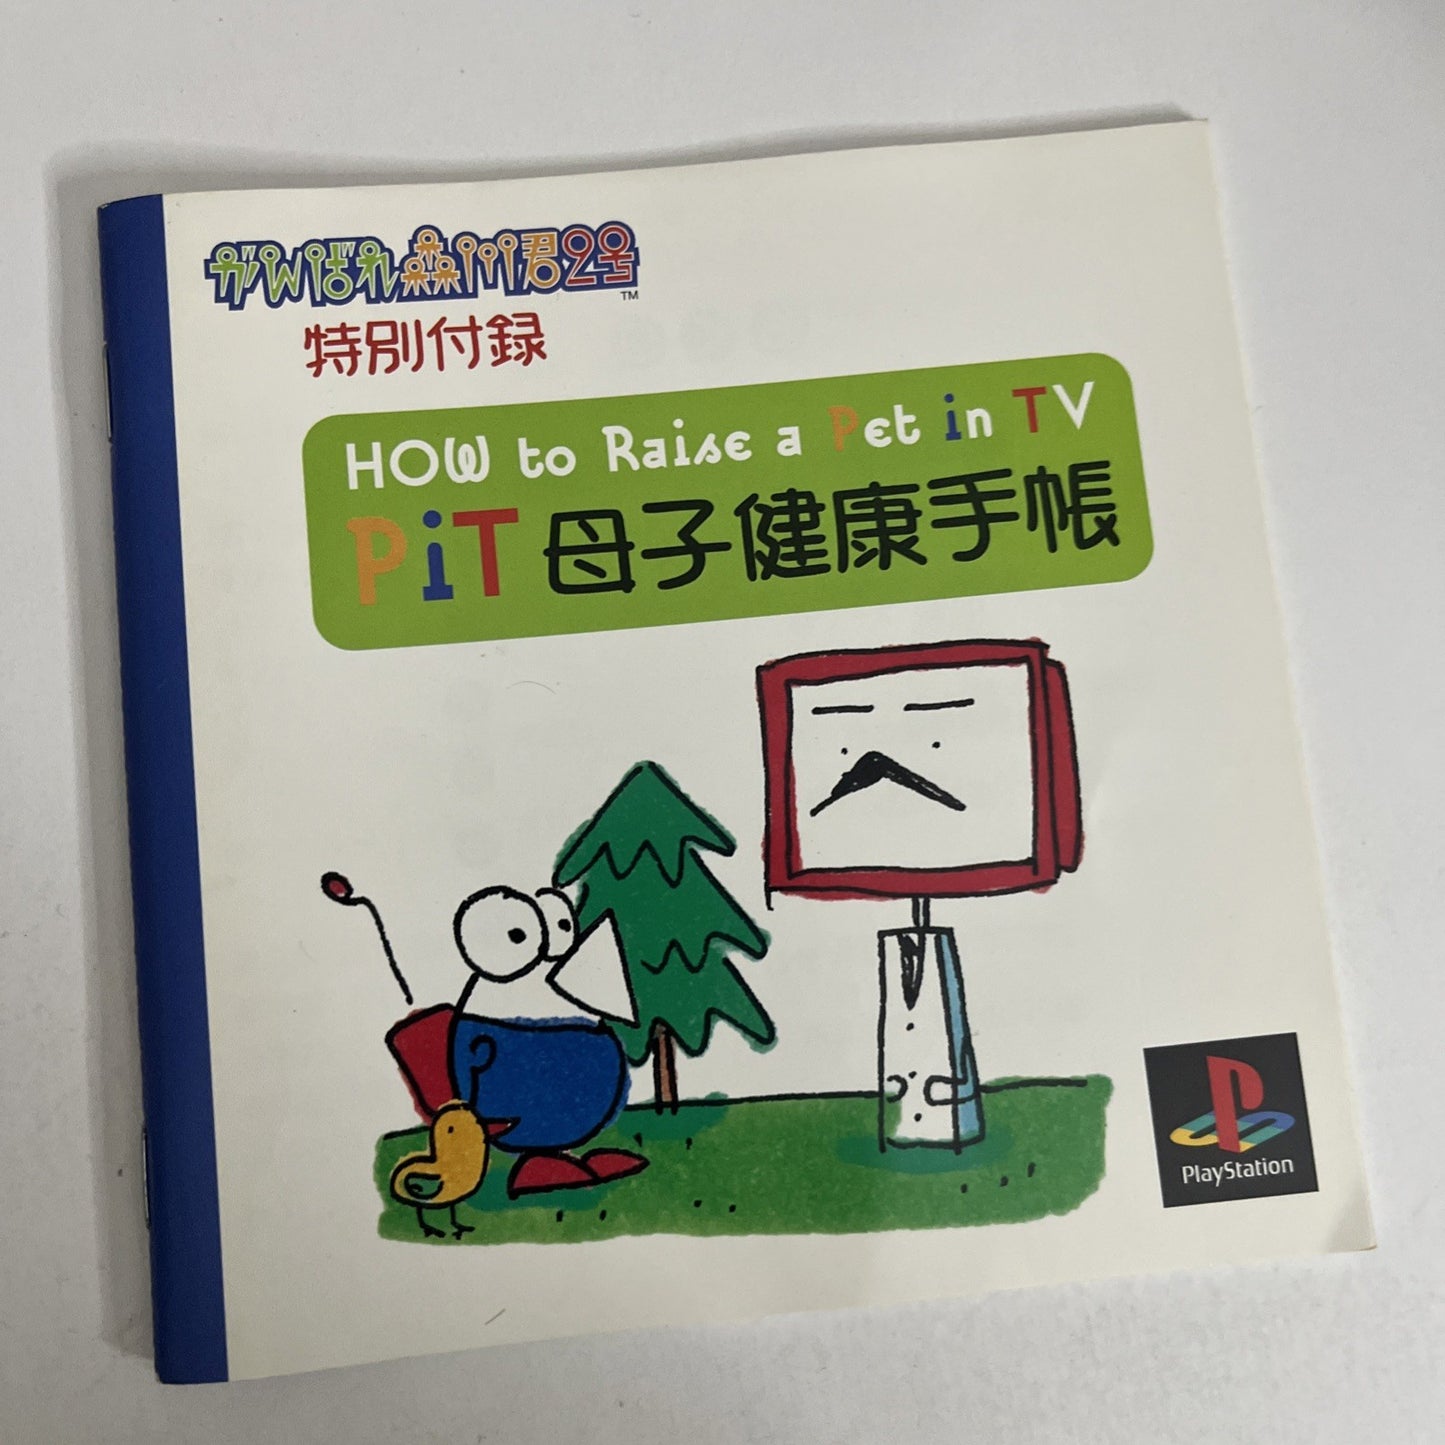 がんばれ森川君2号
TM
特別付録
HOW to Raise a Pet in TV
PiT 母子健康手帳
PlayStation